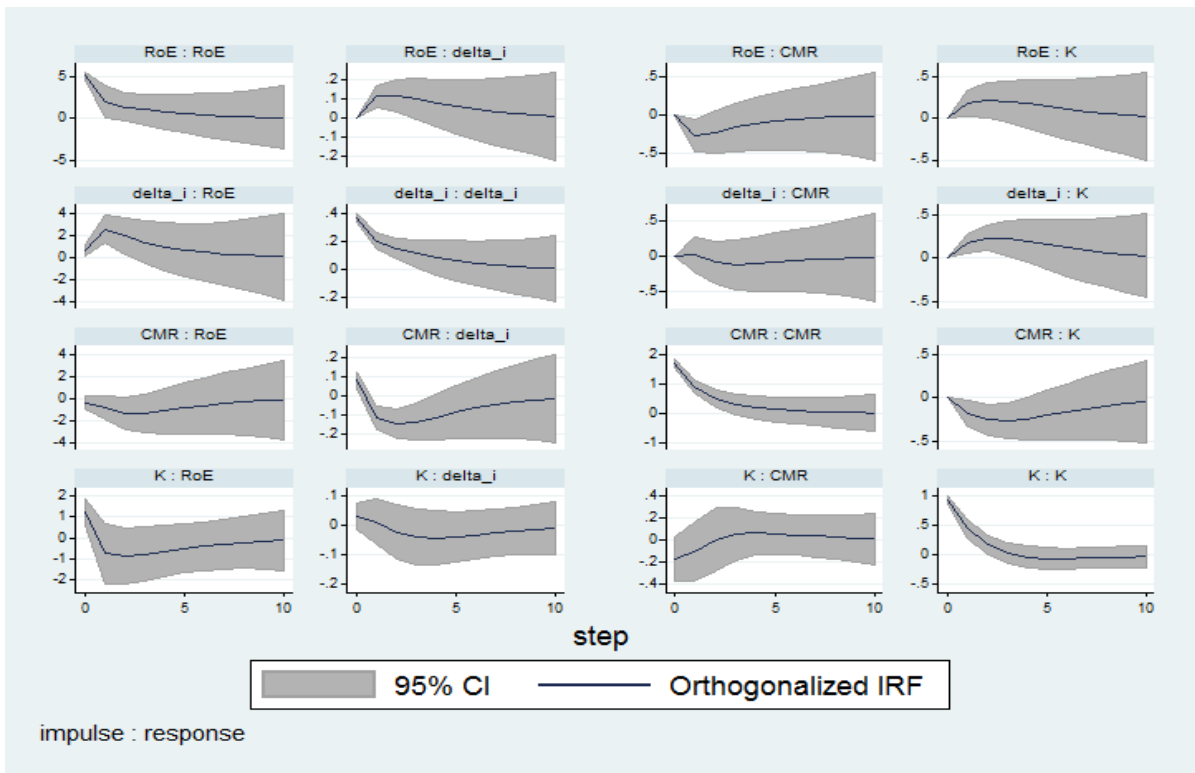 RoE : RoE
RoE : delta_i
RoE : CMR
RoE : K
5
0
-5
.2
.1
0
-.1
-.2
.5
0
-.5
.5
0
-.5
delta_i : RoE
delta_i : delta_i
delta_i : CMR
delta_i : K
4
2
0
-2
-4
.4
.2
0
-.2
.5
0
-.5
.5
0
-.5
CMR : RoE
CMR : delta_i
CMR : CMR
CMR : K
4
2
0
-2
-4
.2
.1
0
-.1
-.2
2
1
0
-1
.5
0
-.5
K : RoE
K : delta_i
K : CMR
K : K
2
1
0
-1
-2
.1
0
-.1
-.2
.4
.2
0
-.2
-.4
1
.5
0
-.5
0 5 10
0 5 10
0 5 10
0 5 10
step
95% CI Orthogonalized IRF
impulse : response